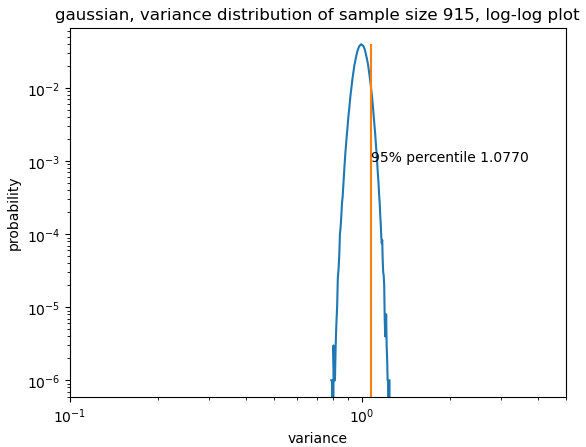 gaussian, variance distribution of sample size 915, log-log plot
10⁻²
10⁻³
10⁻⁴
10⁻⁵
10⁻⁶
probability
95% percentile 1.0770
10⁻¹
10⁰
variance